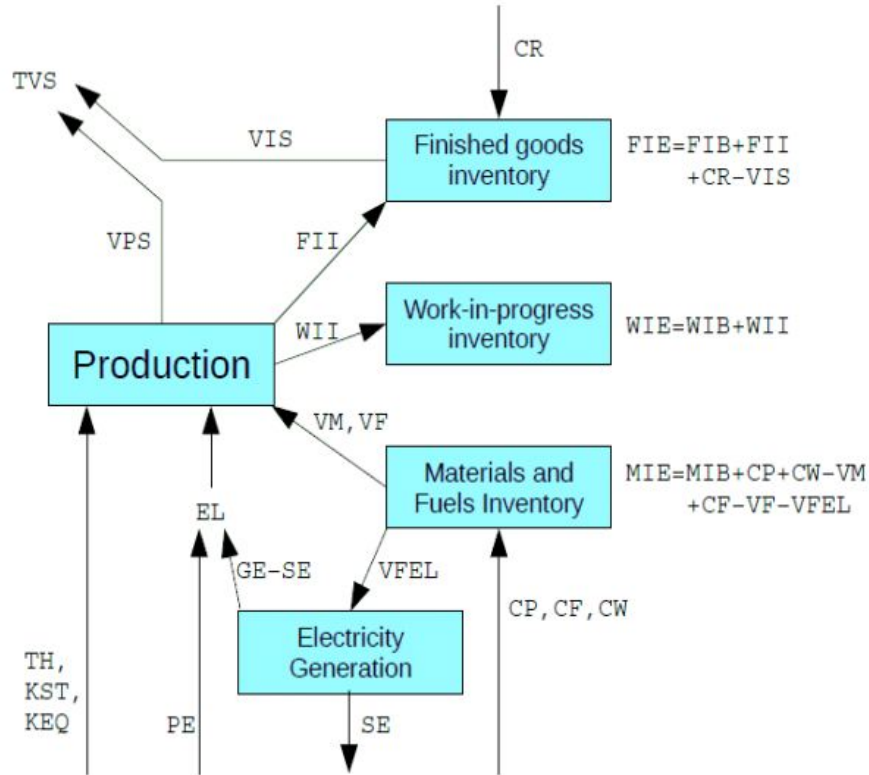 CR
TVS
VIS
Finished goods
inventory
FIE=FIB+FII
+CR-VIS
VPS
FII
Work-in-progress
inventory
WIE=WIB+WII
WII
Production
VM,VF
Materials and
Fuels Inventory
MIE=MIB+CP+CW-VM
+CF-VF-VFEL
EL
GE-SE
VFEL
CP,CF,CW
Electricity
Generation
TH,
KST,
KEQ
PE
SE